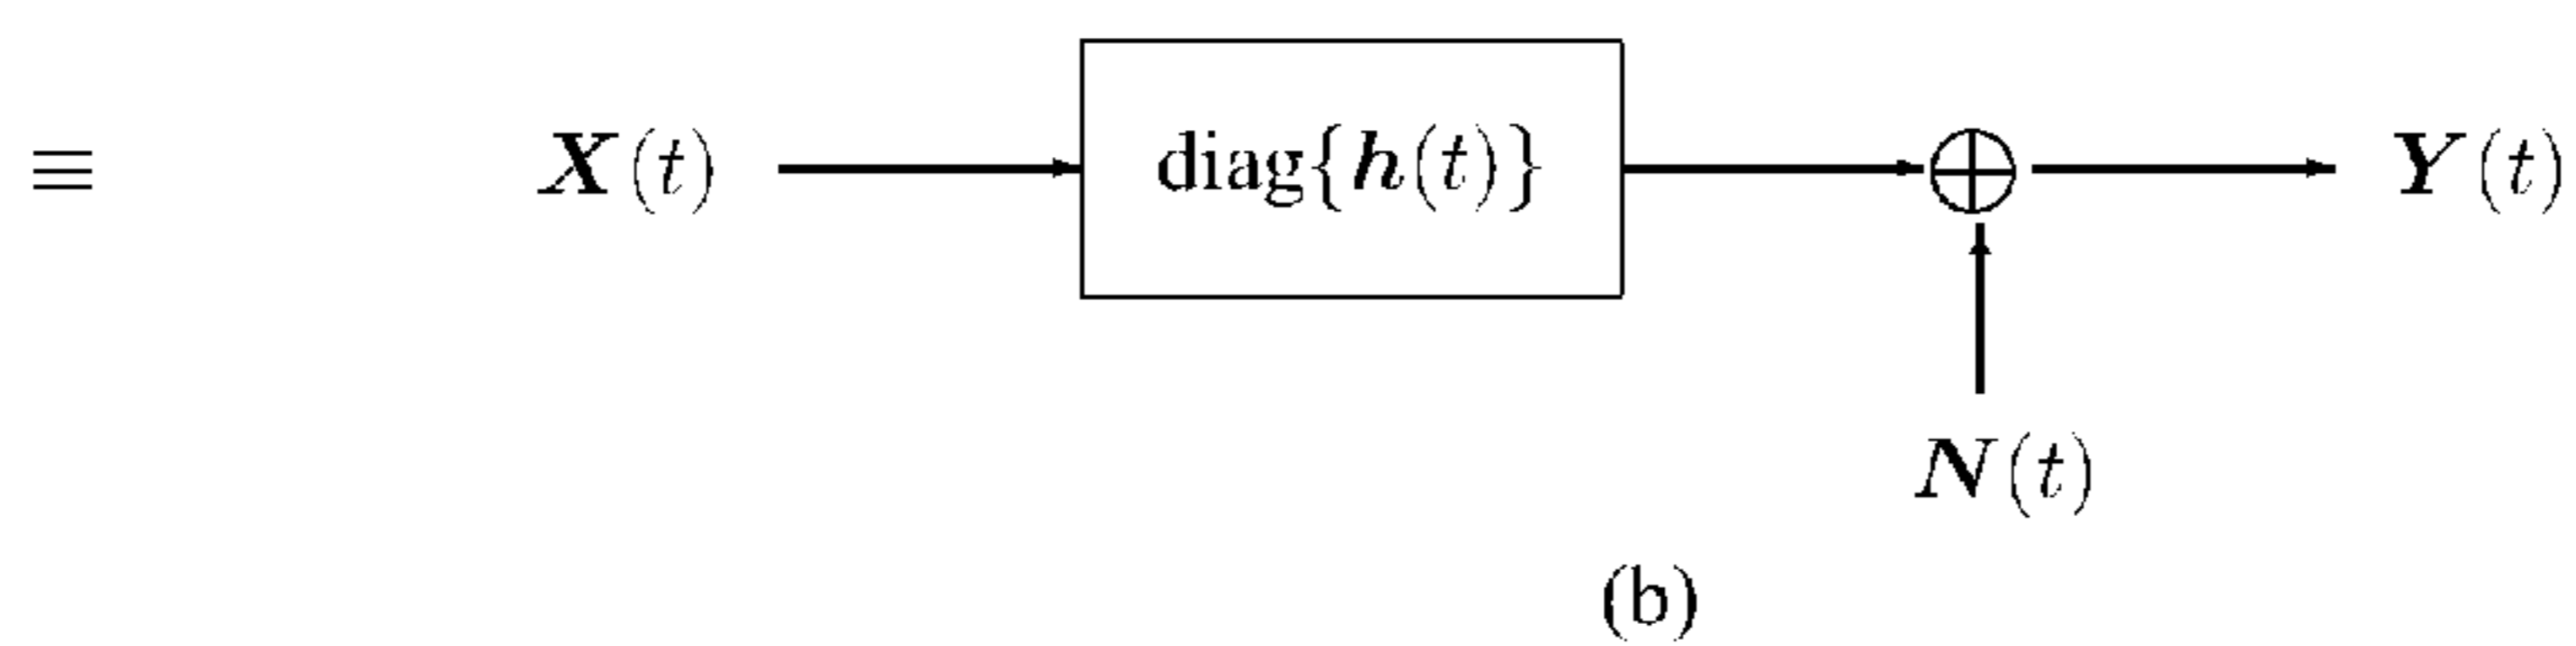 ≡ X(t) diag{h(t)} ⊕ Y(t)
N(t)
(b)